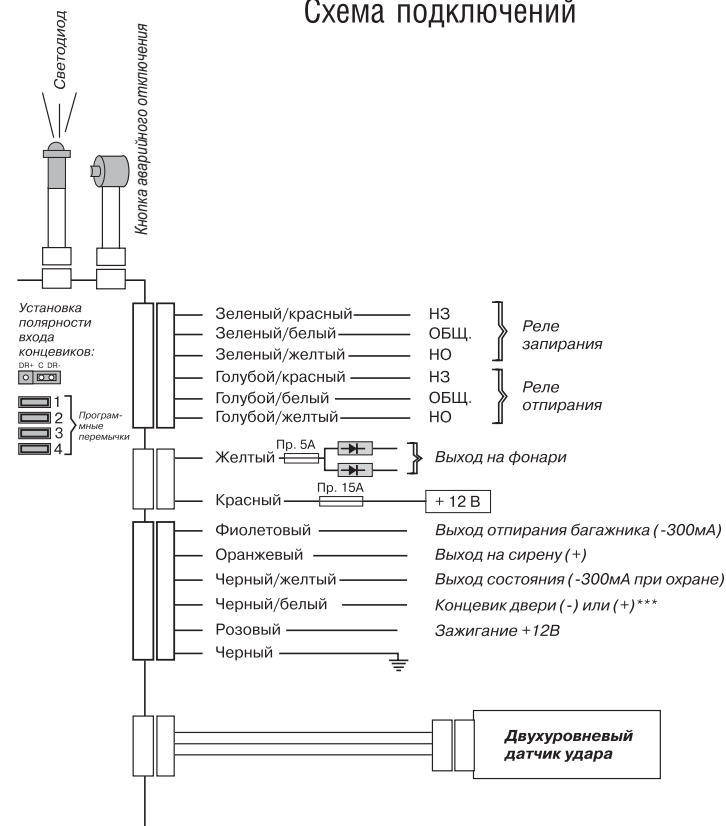 Схема подключений
Светодиод
Кнопка аварийного отключения
Установка
полярности
входа
концевиков:
DR+ C DR-
1
2
3
4
Програм-
мные
перемычки
Зеленый/красный
НЗ
Зеленый/белый
ОБЩ.
Зеленый/желтый
НО
Реле
запирания
Голубой/красный
НЗ
Голубой/белый
ОБЩ.
Голубой/желтый
НО
Реле
отпирания
Желтый
Пр. 5А
Выход на фонари
Красный
Пр. 15А
+ 12 В
Фиолетовый
Выход отпирания багажника (-300мА)
Оранжевый
Выход на сирену (+)
Черный/желтый
Выход состояния (-300мА при охране)
Черный/белый
Концевик двери (-) или (+)***
Розовый
Зажигание +12В
Черный
Двухуровневый
датчик удара